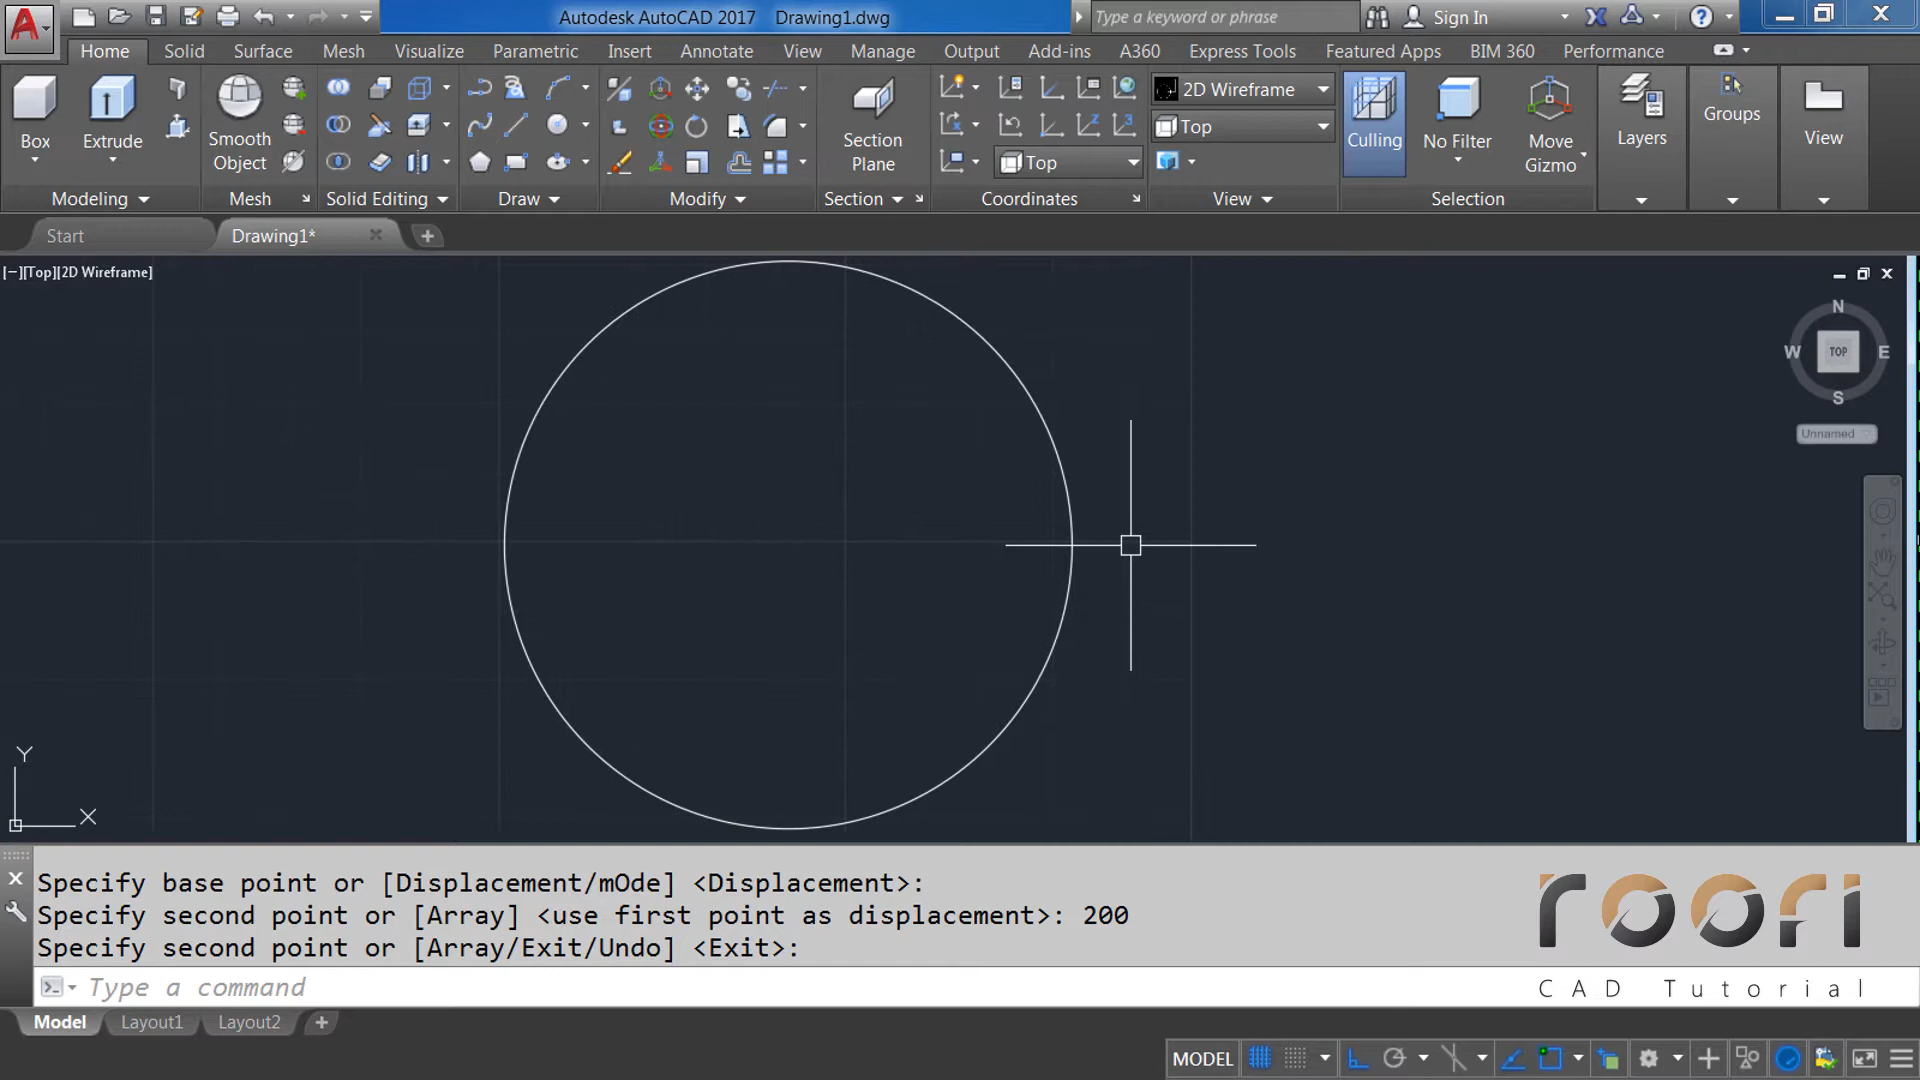 Autodesk AutoCAD 2017 Drawing1.dwg
Type a keyword or phrase
Sign In
Home Solid Surface Mesh Visualize Parametric Insert Annotate View Manage Output Add-ins A360 Express Tools Featured Apps BIM 360 Performance
Box
Extrude
Smooth
Object
Section
Plane
2D Wireframe
Top
Top
Culling
No Filter
Move
Gizmo
Layers
Groups
View
Modeling Mesh Solid Editing Draw Modify Section Coordinates View Selection
Start Drawing1*
[−][Top][2D Wireframe]
N
W TOP E
S
Unnamed
Y
X
Specify base point or [Displacement/mOde] <Displacement>:
Specify second point or [Array] <use first point as displacement>: 200
Specify second point or [Array/Exit/Undo] <Exit>:
Type a command
roofi
CAD Tutorial
Model Layout1 Layout2
MODEL